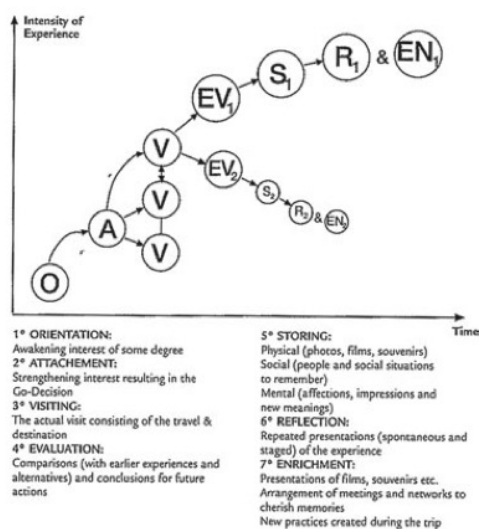 Intensity of
Experience
EV₁
S₁
R₁ & EN₁
V
EV₂
S₂
R₂ & EN₂
V
A
V
O
Time
1° ORIENTATION:
Awakening interest of some degree
2° ATTACHEMENT:
Strengthening interest resulting in the
Go-Decision
3° VISITING:
The actual visit consisting of the travel &
destination
4° EVALUATION:
Comparisons (with earlier experiences and
alternatives) and conclusions for future
actions
5° STORING:
Physical (photos, films, souvenirs)
Social (people and social situations
to remember)
Mental (affections, impressions and
new meanings)
6° REFLECTION:
Repeated presentations (spontaneous and
staged) of the experience
7° ENRICHMENT:
Presentations of films, souvenirs etc.
Arrangement of meetings and networks to
cherish memories
New practices created during the trip